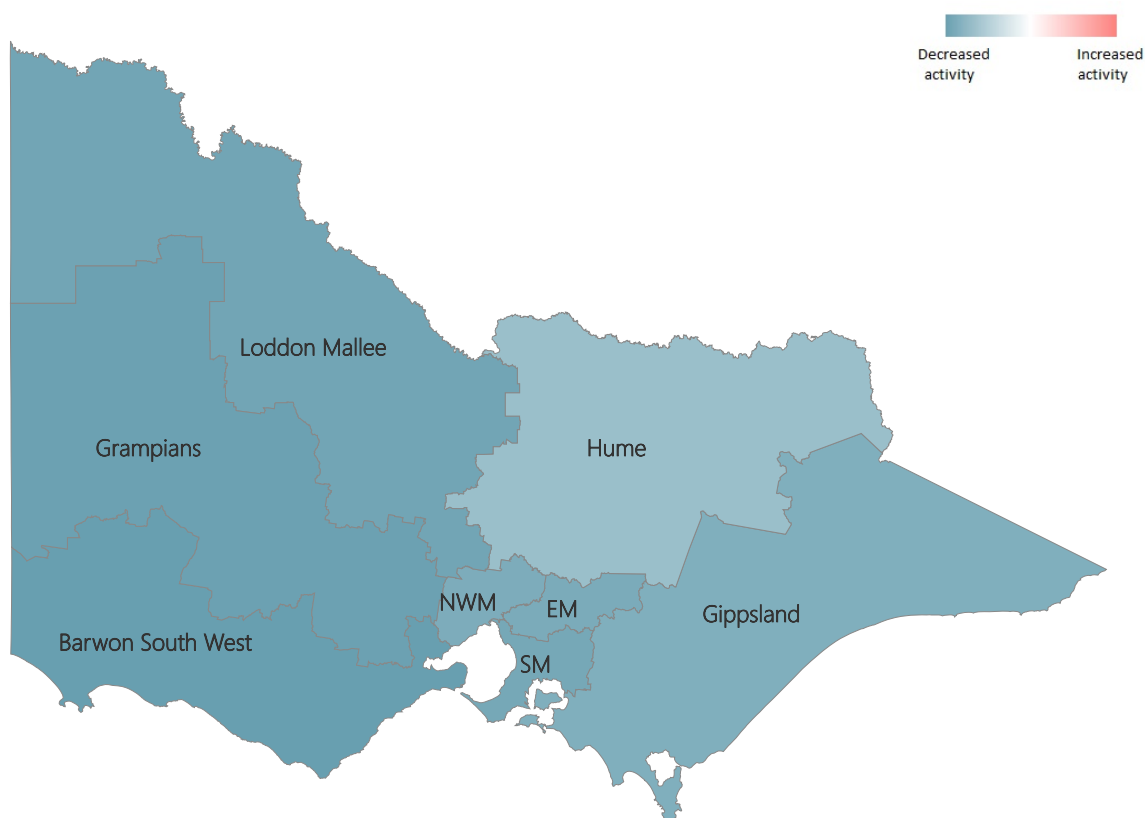 Decreased
activity
Increased
activity
Loddon Mallee
Grampians
Hume
NWM
EM
Gippsland
Barwon South West
SM